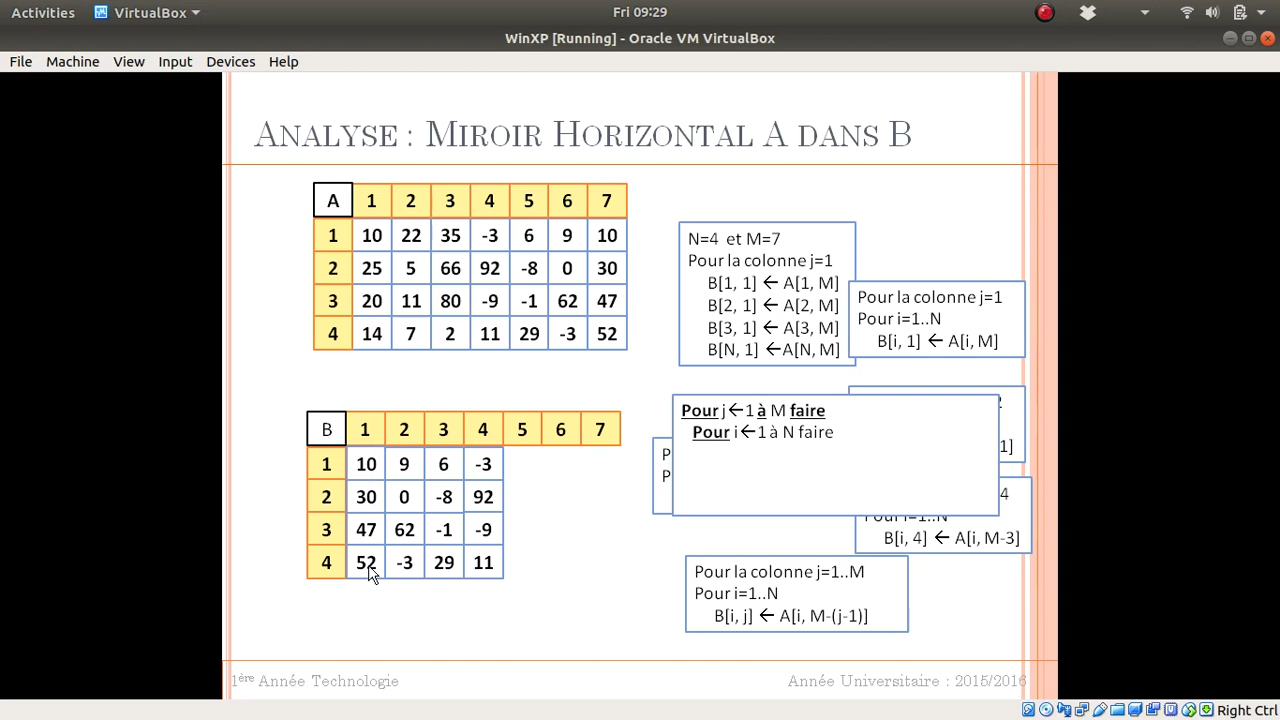 Activities VirtualBox Fri 09:29
WinXP [Running] - Oracle VM VirtualBox
File Machine View Input Devices Help
Analyse : Miroir Horizontal A dans B
A 1 2 3 4 5 6 7
1 10 22 35 -3 6 9 10
2 25 5 66 92 -8 0 30
3 20 11 80 -9 -1 62 47
4 14 7 2 11 29 -3 52
N=4 et M=7
Pour la colonne j=1
B[1, 1] ← A[1, M]
B[2, 1] ← A[2, M]
B[3, 1] ← A[3, M]
B[N, 1] ←A[N, M]
Pour la colonne j=1
Pour i=1..N
B[i, 1] ← A[i, M]
B 1 2 3 4 5 6 7
1 10 9 6 -3
2 30 0 -8 92
3 47 62 -1 -9
4 52 -3 29 11
Pour j←1 à M faire
Pour i←1 à N faire
1]
4
Pour i=1..N
B[i, 4] ← A[i, M-3]
Pour la colonne j=1..M
Pour i=1..N
B[i, j] ← A[i, M-(j-1)]
1ère Année Technologie
Année Universitaire : 2015/2016
Right Ctrl